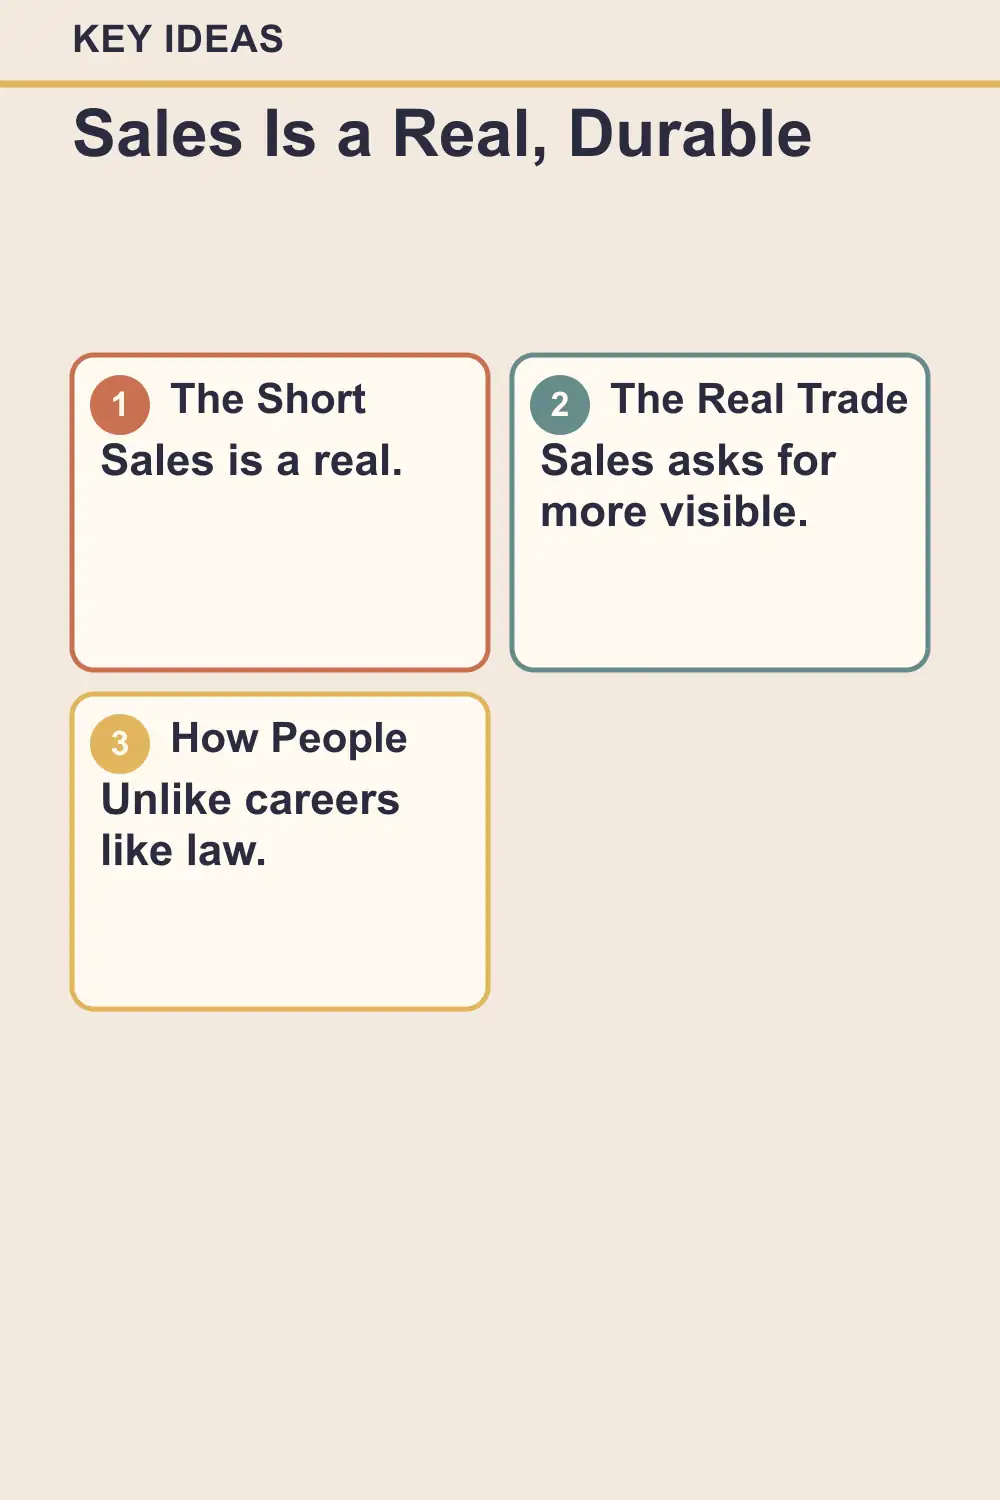 KEY IDEAS
Sales Is a Real, Durable
1 The Short
Sales is a real.
2 The Real Trade
Sales asks for
more visible.
3 How People
Unlike careers
like law.